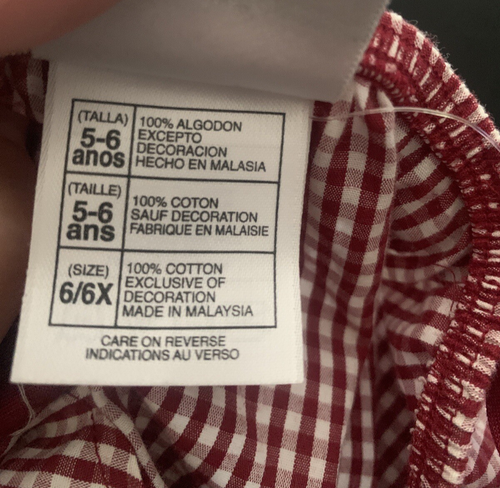 (TALLA)
5-6
anos
100% ALGODON
EXCEPTO
DECORACION
HECHO EN MALASIA
(TAILLE)
5-6
ans
100% COTON
SAUF DECORATION
FABRIQUE EN MALAISIE
(SIZE)
6/6X
100% COTTON
EXCLUSIVE OF
DECORATION
MADE IN MALAYSIA
CARE ON REVERSE
INDICATIONS AU VERSO